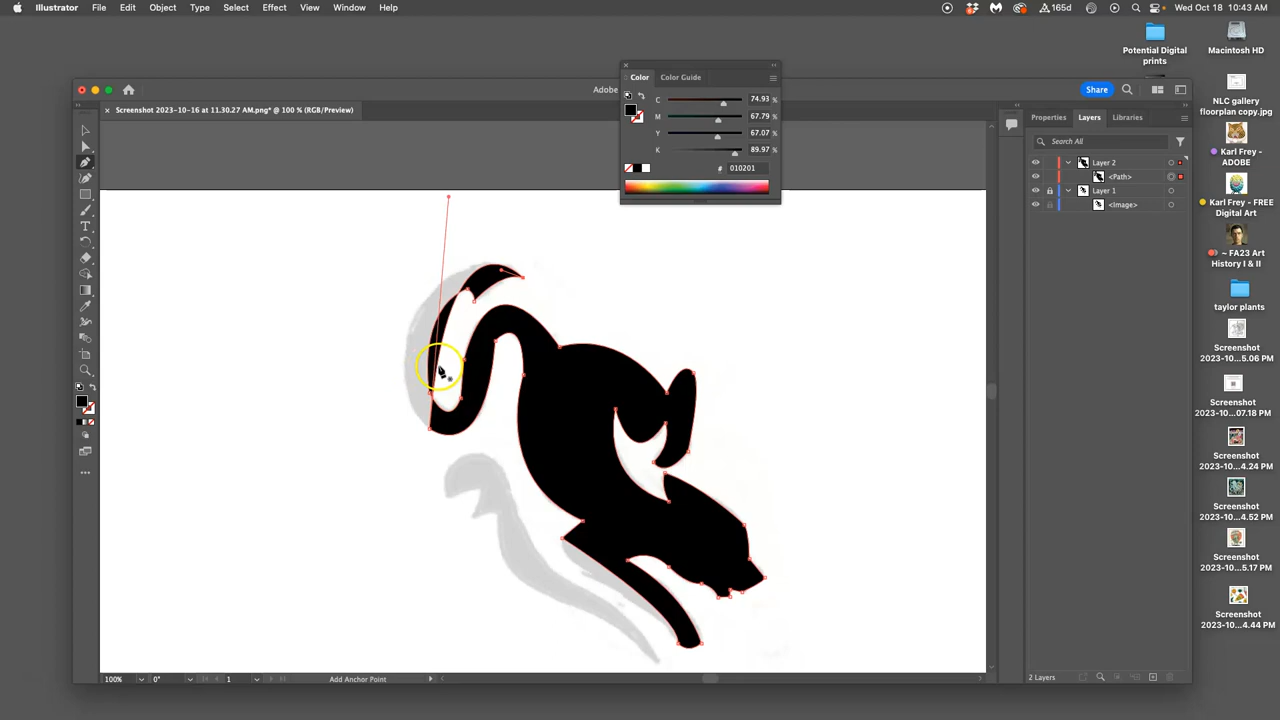 Illustrator File Edit Object Type Select Effect View Window Help
165d
Wed Oct 18 10:43 AM
Potential Digital prints
Macintosh HD
NLC gallery floorplan copy.jpg
Karl Frey - ADOBE
Karl Frey - FREE Digital Art
~ FA23 Art History I & II
taylor plants
Screenshot 2023-10...5.06 PM
Screenshot 2023-10...07.18 PM
Screenshot 2023-10...4.24 PM
Screenshot 2023-10...4.52 PM
Screenshot 2023-10...5.17 PM
Screenshot 2023-10...4.44 PM
Adobe
Share
× Screenshot 2023-10-16 at 11.30.27 AM.png* @ 100 % (RGB/Preview)
Color Color Guide
C 74.93 %
M 67.79 %
Y 67.07 %
K 89.97 %
# 010201
Properties Layers Libraries
Search All
Layer 2
<Path>
Layer 1
<Image>
100% 0° 1 Add Anchor Point
2 Layers